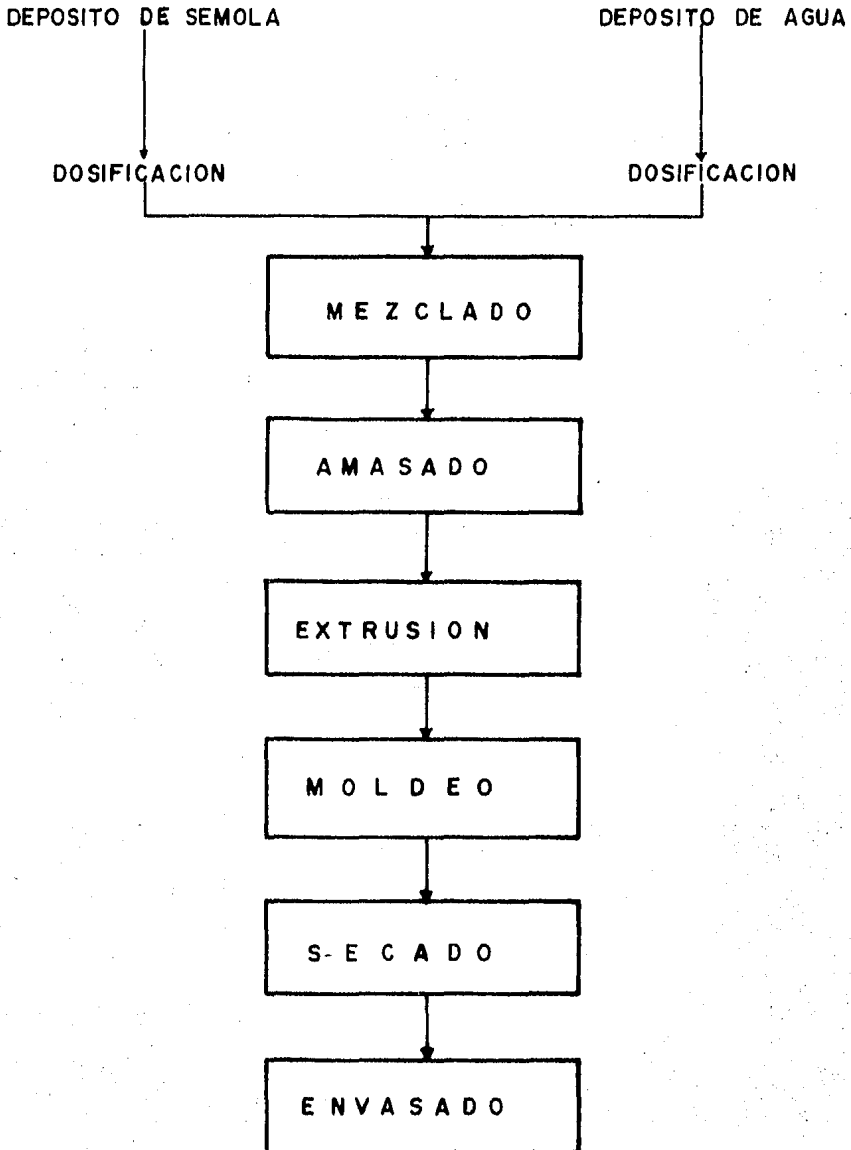 DEPOSITO DE SEMOLA
DEPOSITO DE AGUA
DOSIFICACION
DOSIFICACION
MEZCLADO
AMASADO
EXTRUSION
MOLDEO
S-ECADO
ENVASADO